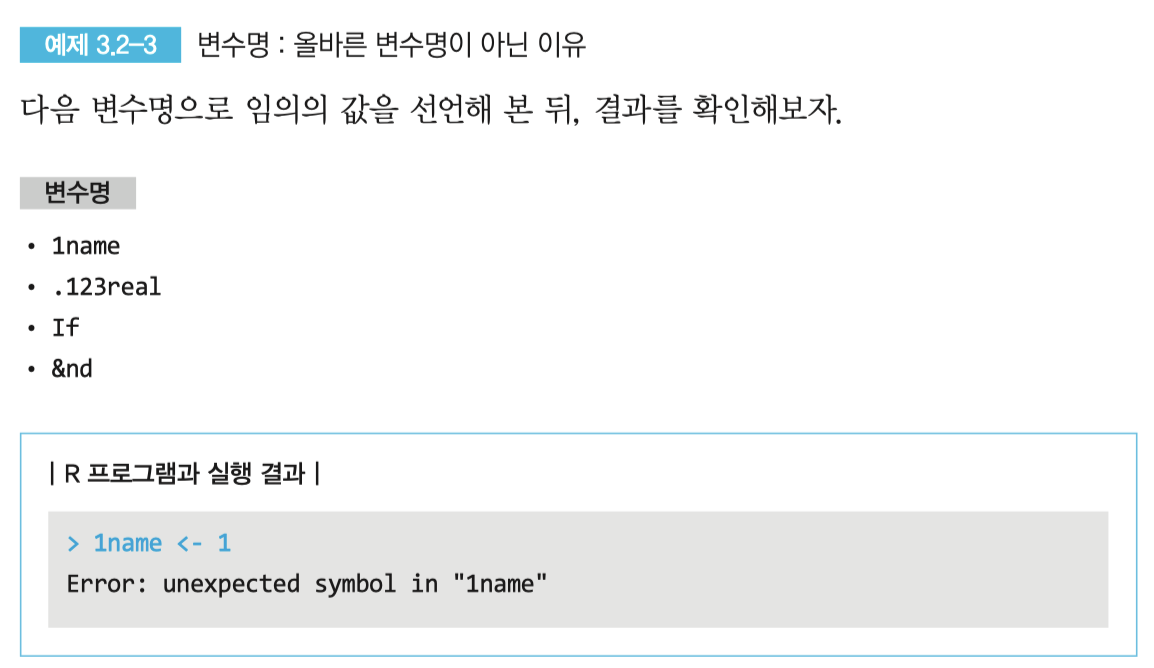 예제 3.2-3 변수명 : 올바른 변수명이 아닌 이유
다음 변수명으로 임의의 값을 선언해 본 뒤, 결과를 확인해보자.
변수명
• 1name
• .123real
• If
• &nd
| R 프로그램과 실행 결과 |
> 1name <- 1
Error: unexpected symbol in "1name"